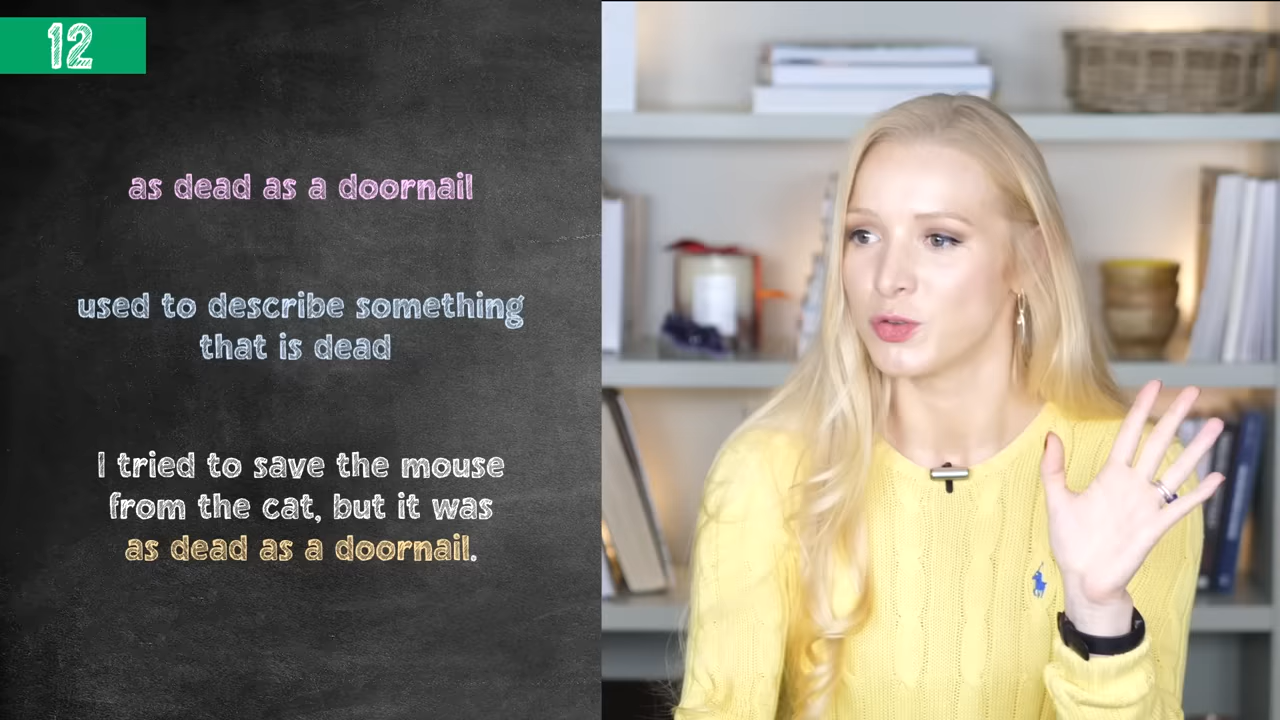 12
as dead as a doornail
used to describe something
that is dead
I tried to save the mouse
from the cat, but it was
as dead as a doornail.